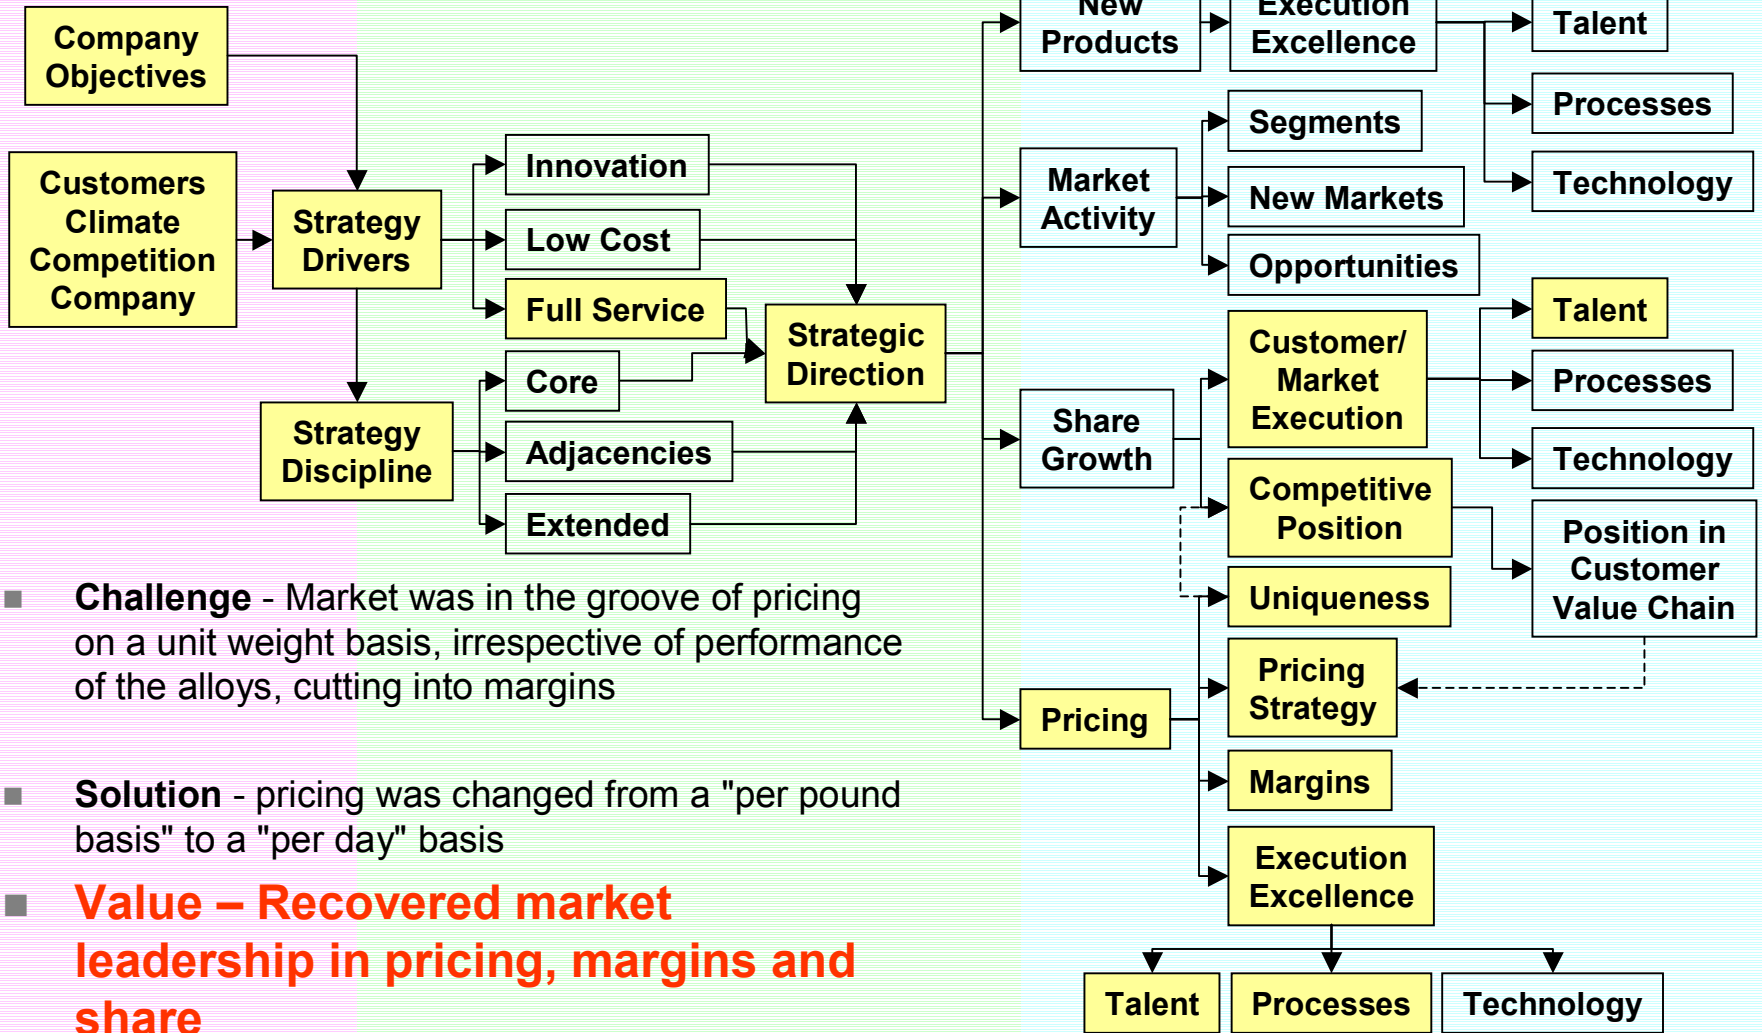 Company
Objectives
Customers
Climate
Competition
Company
Strategy
Drivers
Strategy
Discipline
Innovation
Low Cost
Full Service
Core
Adjacencies
Extended
Strategic
Direction
New
Products
Execution
Excellence
Talent
Processes
Technology
Market
Activity
Segments
New Markets
Opportunities
Share
Growth
Customer/
Market
Execution
Talent
Processes
Technology
Competitive
Position
Position in
Customer
Value Chain
Pricing
Uniqueness
Pricing
Strategy
Margins
Execution
Excellence
Talent
Processes
Technology
Challenge - Market was in the groove of pricing
on a unit weight basis, irrespective of performance
of the alloys, cutting into margins
Solution - pricing was changed from a "per pound
basis" to a "per day" basis
Value – Recovered market
leadership in pricing, margins and
share